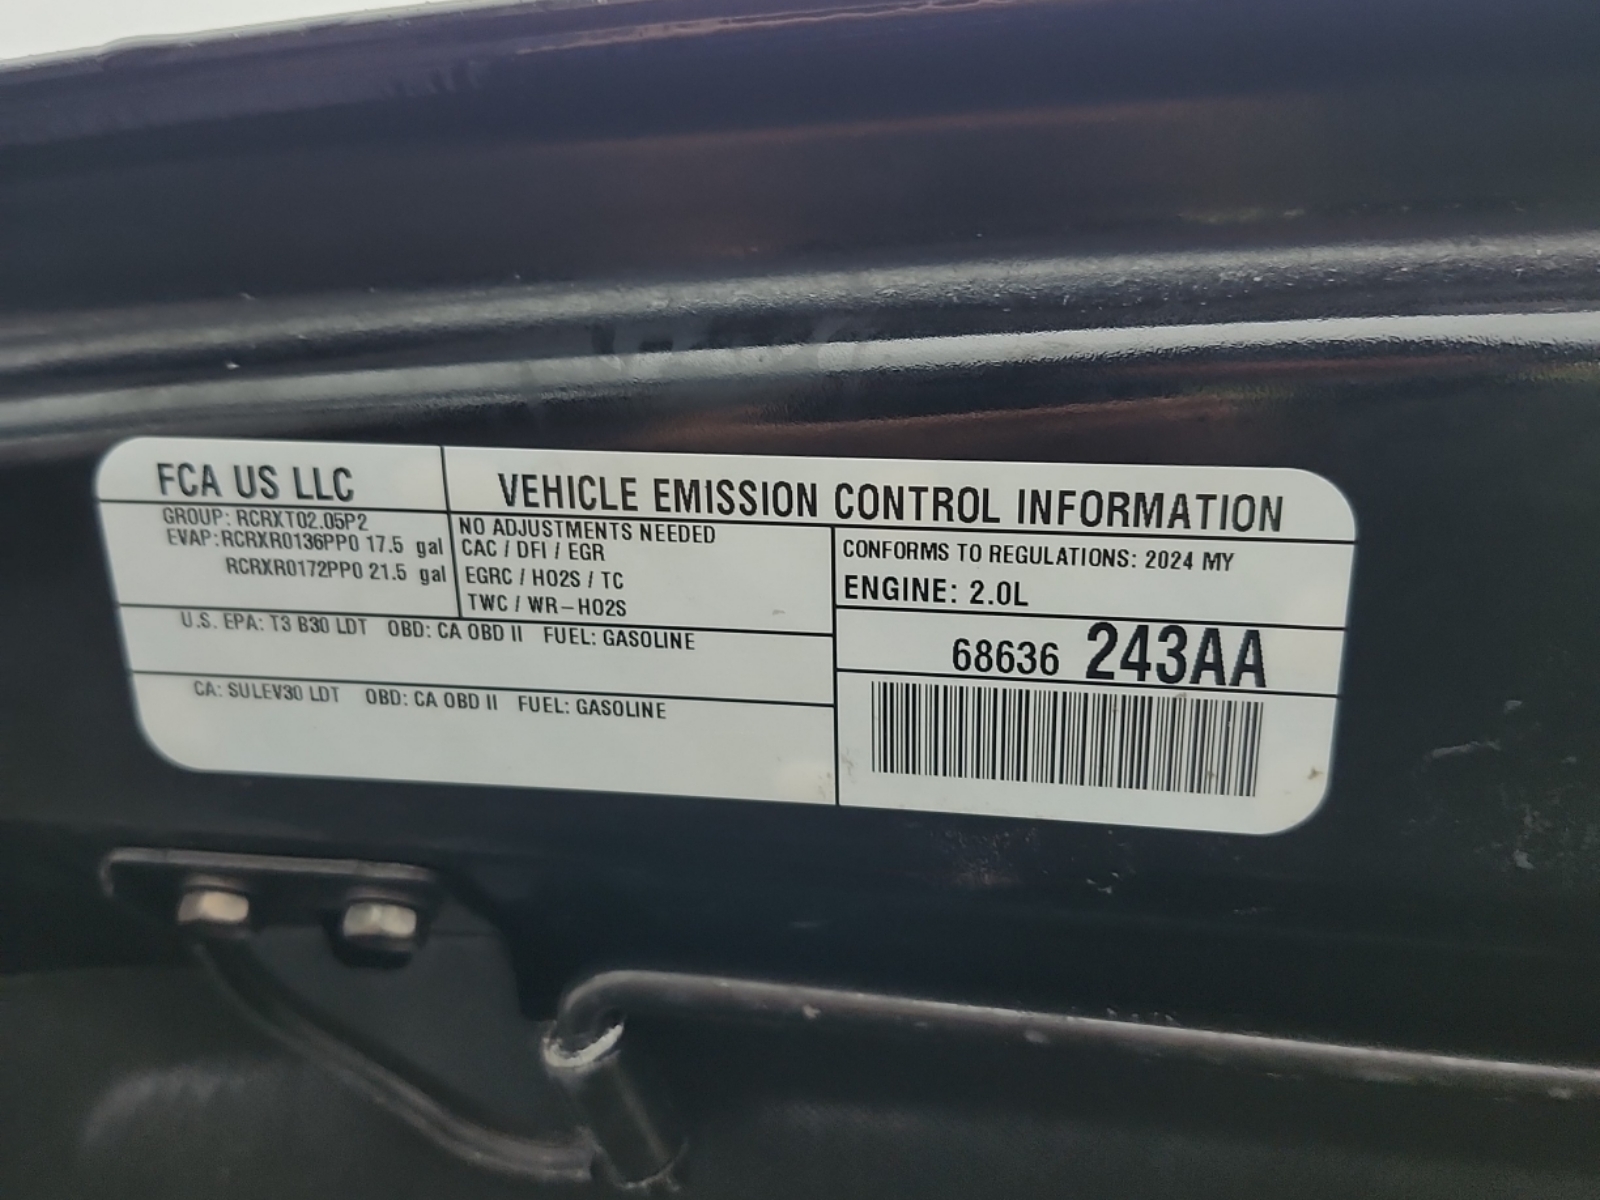 FCA US LLC
VEHICLE EMISSION CONTROL INFORMATION
GROUP: RCRXT02.05P2
EVAP:RCRXR0136PP0 17.5 gal
RCRXR0172PP0 21.5 gal
NO ADJUSTMENTS NEEDED
CAC / DFI / EGR
EGRC / HO2S / TC
TWC / WR-HO2S
CONFORMS TO REGULATIONS: 2024 MY
ENGINE: 2.0L
U.S. EPA: T3 B30 LDT OBD: CA OBD II FUEL: GASOLINE
68636 243AA
CA: SULEV30 LDT OBD: CA OBD II FUEL: GASOLINE